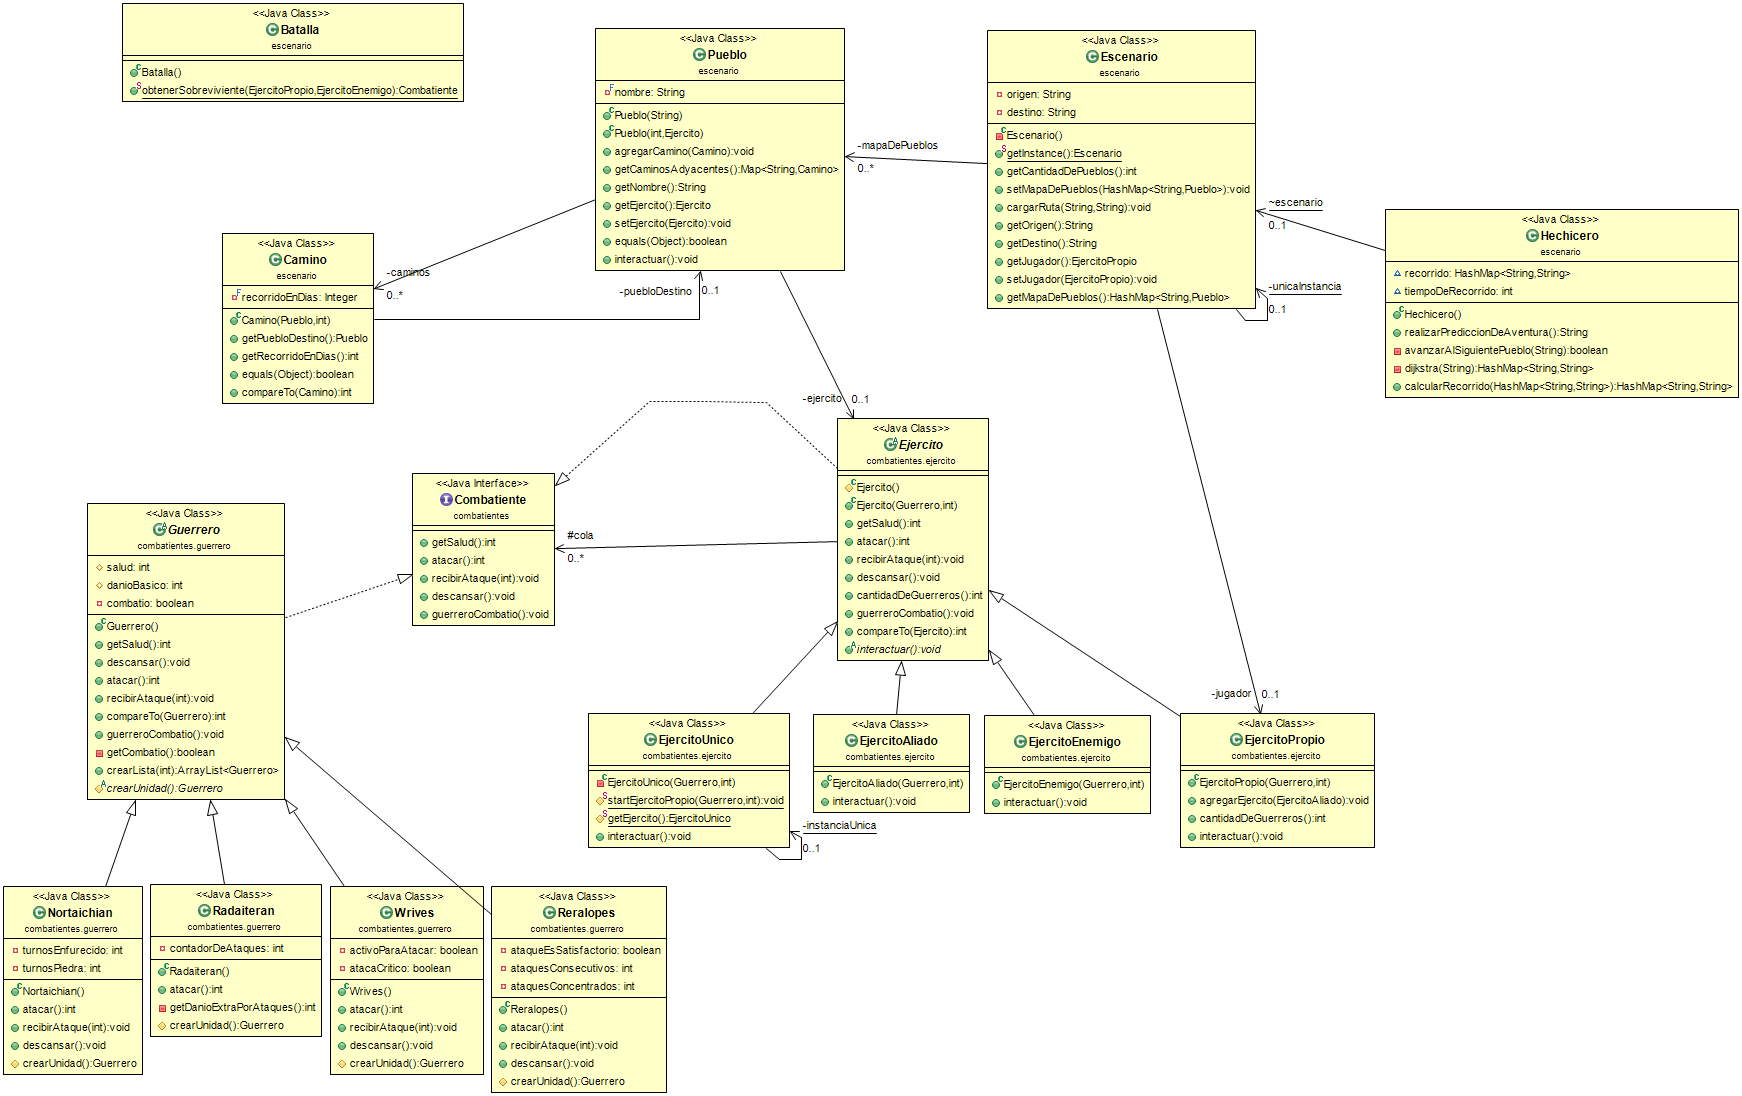 <<Java Class>>
Batalla
escenario
Batalla()
obtenerSobreviviente(EjercitoPropio,EjercitoEnemigo):Combatiente
<<Java Class>>
Pueblo
escenario
nombre: String
Pueblo(String)
Pueblo(int,Ejercito)
agregarCamino(Camino):void
getCaminosAdyacentes():Map<String,Camino>
getNombre():String
getEjercito():Ejercito
setEjercito(Ejercito):void
equals(Object):boolean
interactuar():void
<<Java Class>>
Escenario
escenario
origen: String
destino: String
Escenario()
getInstance():Escenario
getCantidadDePueblos():int
setMapaDePueblos(HashMap<String,Pueblo>):void
cargarRuta(String,String):void
getOrigen():String
getDestino():String
getJugador():EjercitoPropio
setJugador(EjercitoPropio):void
getMapaDePueblos():HashMap<String,Pueblo>
-mapaDePueblos
0..*
~escenario
0..1
-unicaInstancia
0..1
<<Java Class>>
Hechicero
escenario
recorrido: HashMap<String,String>
tiempoDeRecorrido: int
Hechicero()
realizarPrediccionDeAventura():String
avanzarAlSiguientePueblo(String):boolean
dijkstra(String):HashMap<String,String>
calcularRecorrido(HashMap<String,String>):HashMap<String,String>
<<Java Class>>
Camino
escenario
recorridoEnDias: Integer
Camino(Pueblo,int)
getPuebloDestino():Pueblo
getRecorridoEnDias():int
equals(Object):boolean
compareTo(Camino):int
-caminos
0..*
-puebloDestino
0..1
-ejercito
0..1
<<Java Class>>
Ejercito
combatientes.ejercito
Ejercito()
Ejercito(Guerrero,int)
getSalud():int
atacar():int
recibirAtaque(int):void
descansar():void
cantidadDeGuerreros():int
guerreroCombatio():void
compareTo(Ejercito):int
interactuar():void
<<Java Interface>>
Combatiente
combatientes
getSalud():int
atacar():int
recibirAtaque(int):void
descansar():void
guerreroCombatio():void
#cola
0..*
<<Java Class>>
Guerrero
combatientes.guerrero
salud: int
danioBasico: int
combatio: boolean
Guerrero()
getSalud():int
descansar():void
atacar():int
recibirAtaque(int):void
compareTo(Guerrero):int
guerreroCombatio():void
getCombatio():boolean
crearLista(int):ArrayList<Guerrero>
crearUnidad():Guerrero
-jugador
0..1
<<Java Class>>
EjercitoUnico
combatientes.ejercito
EjercitoUnico(Guerrero,int)
startEjercitoPropio(Guerrero,int):void
getEjercito():EjercitoUnico
interactuar():void
-instanciaUnica
0..1
<<Java Class>>
EjercitoAliado
combatientes.ejercito
EjercitoAliado(Guerrero,int)
interactuar():void
<<Java Class>>
EjercitoEnemigo
combatientes.ejercito
EjercitoEnemigo(Guerrero,int)
interactuar():void
<<Java Class>>
EjercitoPropio
combatientes.ejercito
EjercitoPropio(Guerrero,int)
agregarEjercito(EjercitoAliado):void
cantidadDeGuerreros():int
interactuar():void
<<Java Class>>
Nortaichian
combatientes.guerrero
turnosEnfurecido: int
turnosPiedra: int
Nortaichian()
atacar():int
recibirAtaque(int):void
descansar():void
crearUnidad():Guerrero
<<Java Class>>
Radaiteran
combatientes.guerrero
contadorDeAtaques: int
Radaiteran()
atacar():int
getDanioExtraPorAtaques():int
crearUnidad():Guerrero
<<Java Class>>
Wrives
combatientes.guerrero
activoParaAtacar: boolean
atacaCritico: boolean
Wrives()
atacar():int
recibirAtaque(int):void
descansar():void
crearUnidad():Guerrero
<<Java Class>>
Reralopes
combatientes.guerrero
ataqueEsSatisfactorio: boolean
ataquesConsecutivos: int
ataquesConcentrados: int
Reralopes()
atacar():int
recibirAtaque(int):void
descansar():void
crearUnidad():Guerrero